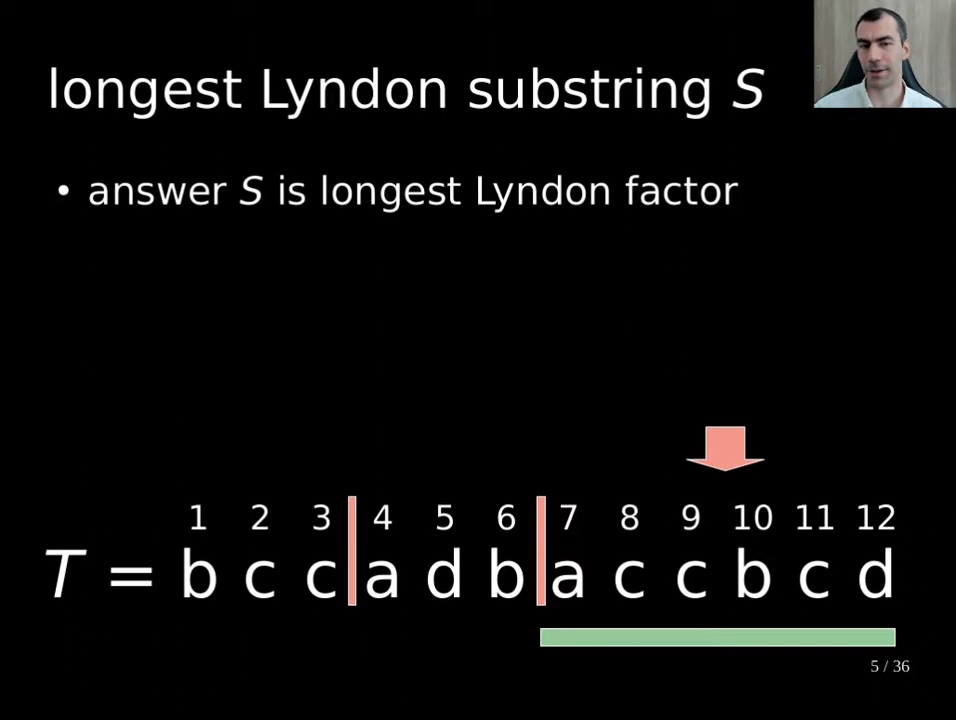 longest Lyndon substring S
• answer S is longest Lyndon factor
1 2 3 4 5 6 7 8 9 10 11 12
T = b c c a d b a c c b c d
5 / 36